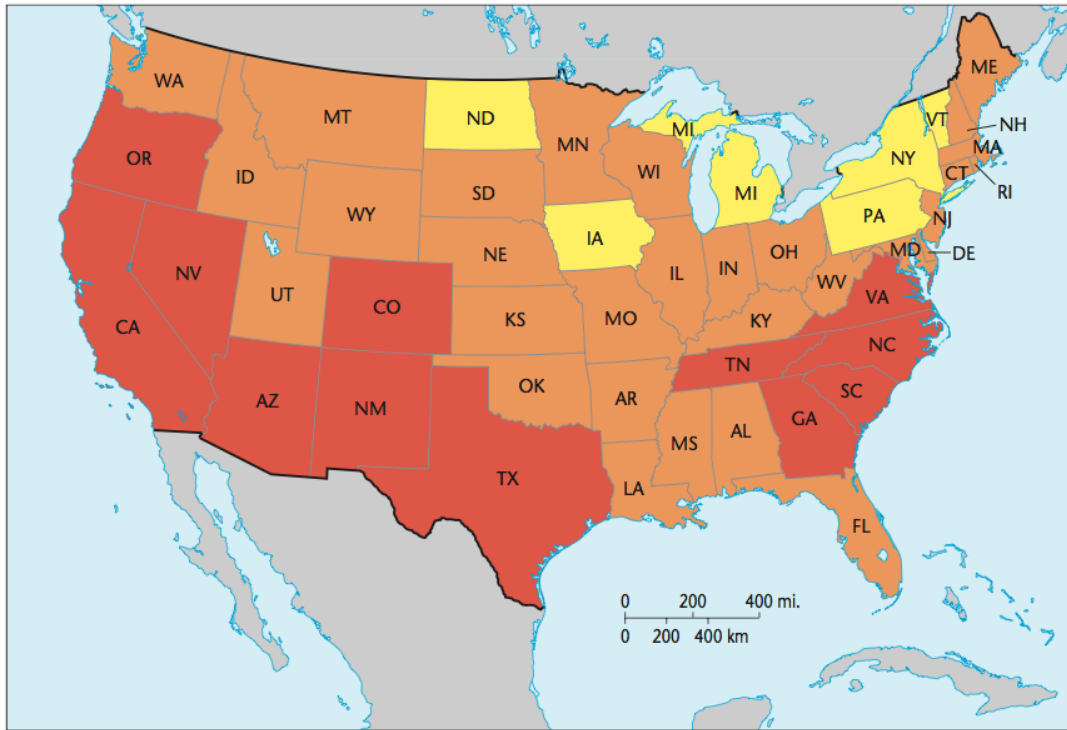 WA
MT
ND
MN
MI
ME
VT
NH
OR
ID
SD
WI
NY
MA
CT
RI
WY
MI
PA
NJ
IA
NE
OH
MD
DE
NV
IL
IN
WV
UT
CO
VA
CA
KS
MO
KY
NC
TN
AZ
NM
OK
AR
SC
GA
MS
AL
TX
LA
FL
0 200 400 mi.
0 200 400 km